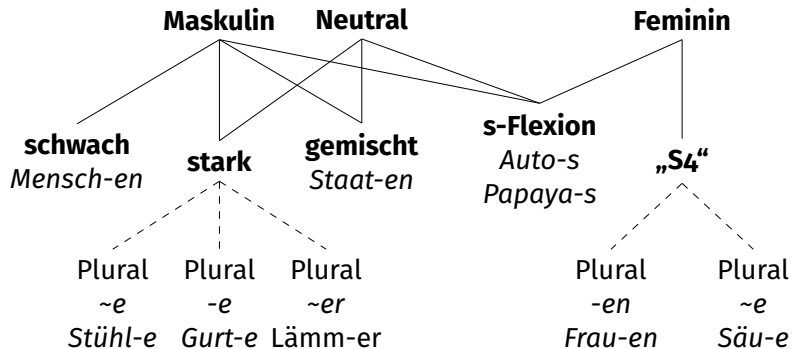 Maskulin Neutral Feminin
schwach
Mensch-en
stark
gemischt
Staat-en
s-Flexion
Auto-s
Papaya-s
„S4“
Plural
~e
Stühl-e
Plural
-e
Gurt-e
Plural
~er
Lämm-er
Plural
-en
Frau-en
Plural
~e
Säu-e